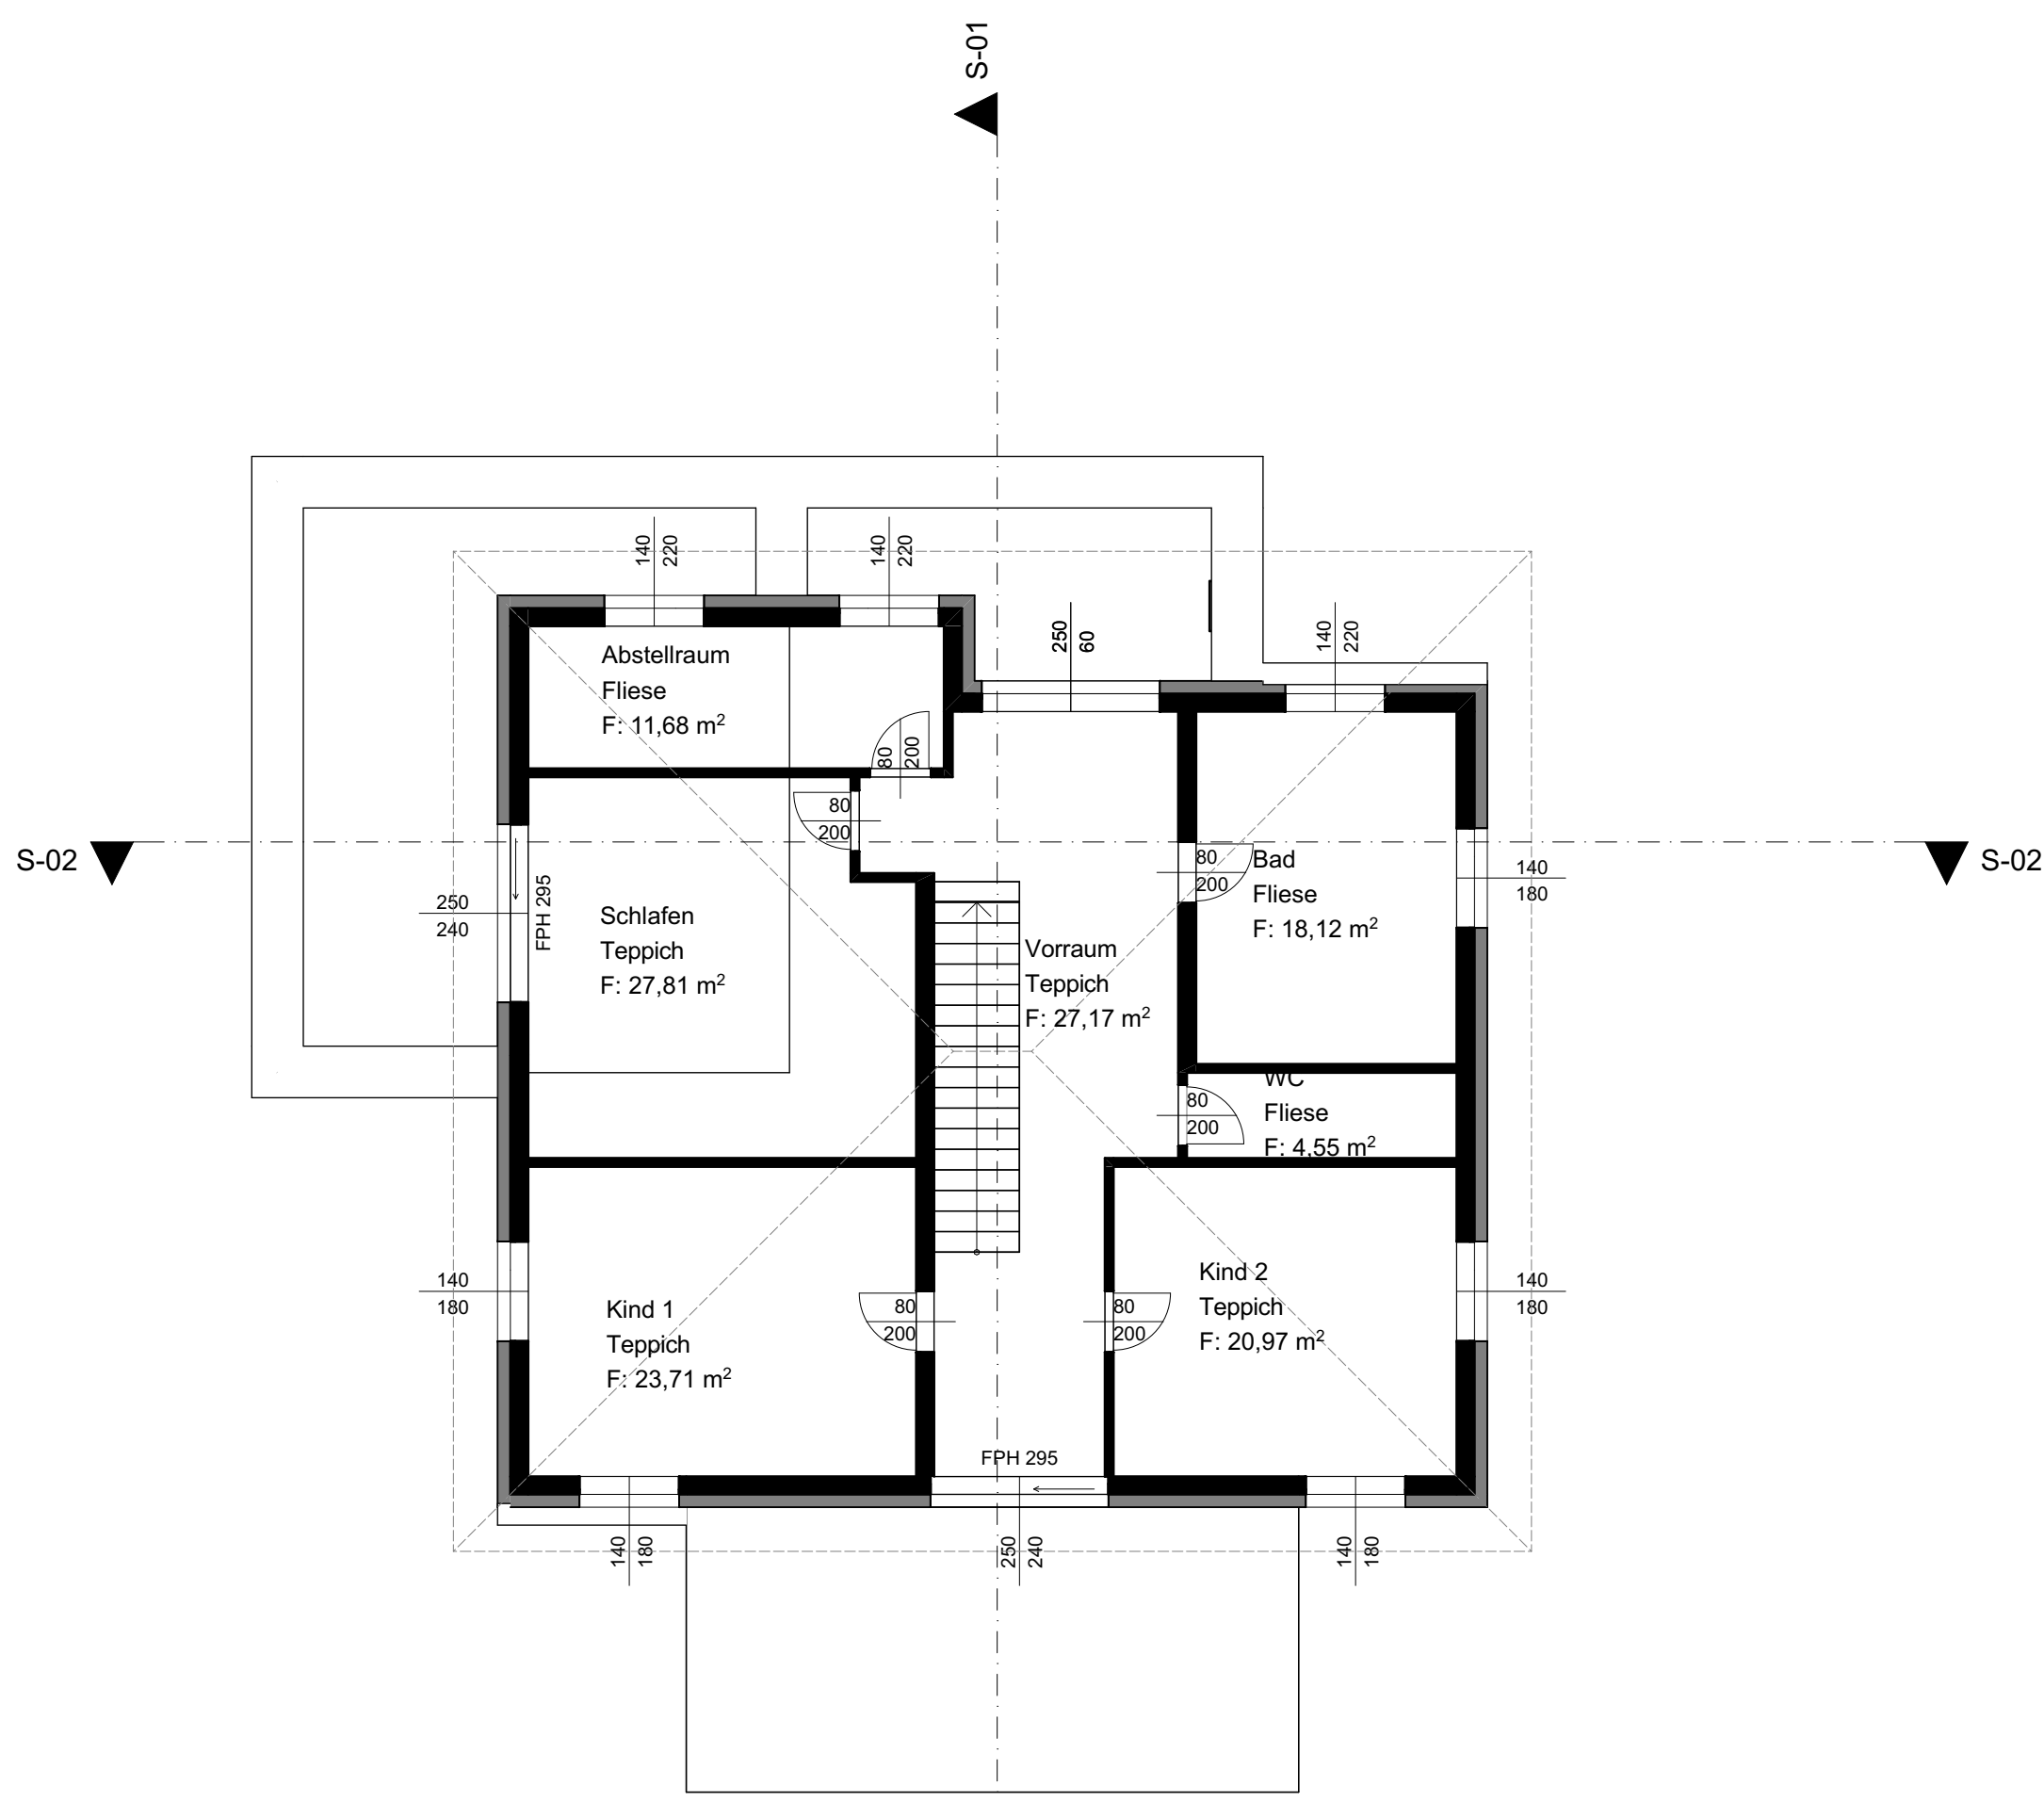 S-01
140
220
140
220
250
60
140
220
Abstellraum
Fliese
F: 11,68 m²
80
200
80
200
S-02
S-02
80
200
Bad
Fliese
F: 18,12 m²
140
180
250
240
FPH 295
Schlafen
Teppich
F: 27,81 m²
Vorraum
Teppich
F: 27,17 m²
WC
Fliese
F: 4,55 m²
80
200
140
180
Kind 1
Teppich
F: 23,71 m²
80
200
80
200
Kind 2
Teppich
F: 20,97 m²
140
180
FPH 295
140
180
250
240
140
180